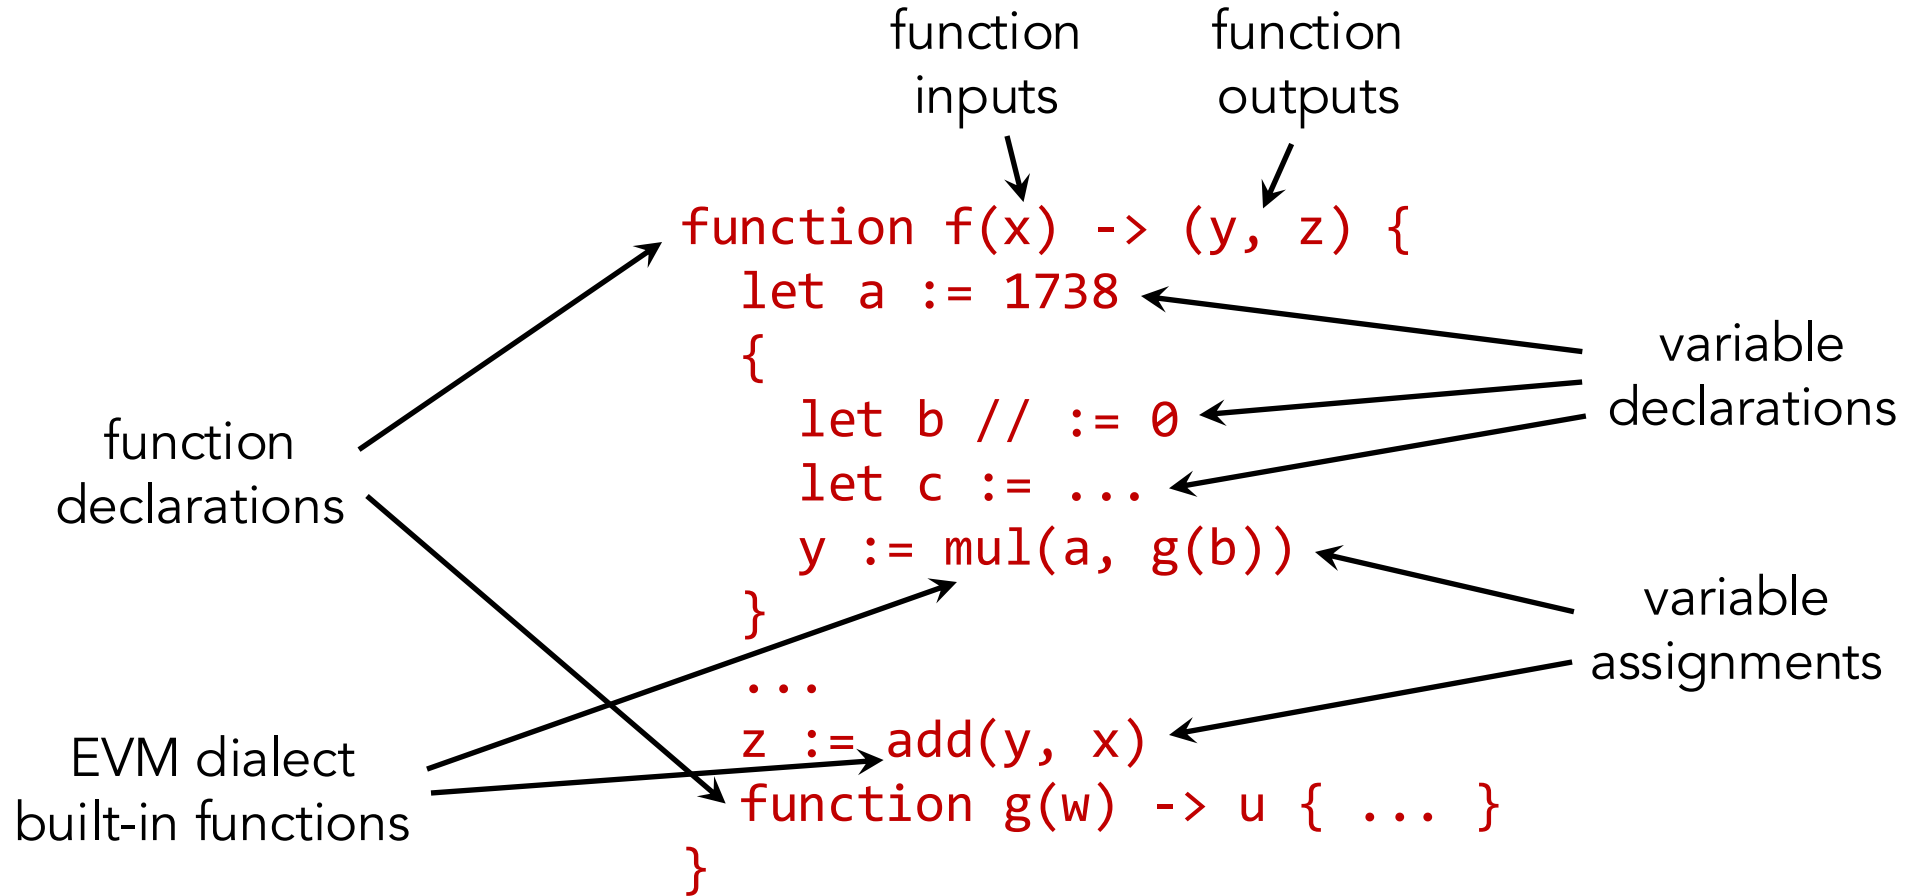 function
inputs
function
outputs
function f(x) -> (y, z) {
let a := 1738
{
let b // := 0
let c := ...
y := mul(a, g(b))
}
...
z := add(y, x)
function g(w) -> u { ... }
}
function
declarations
EVM dialect
built-in functions
variable
declarations
variable
assignments